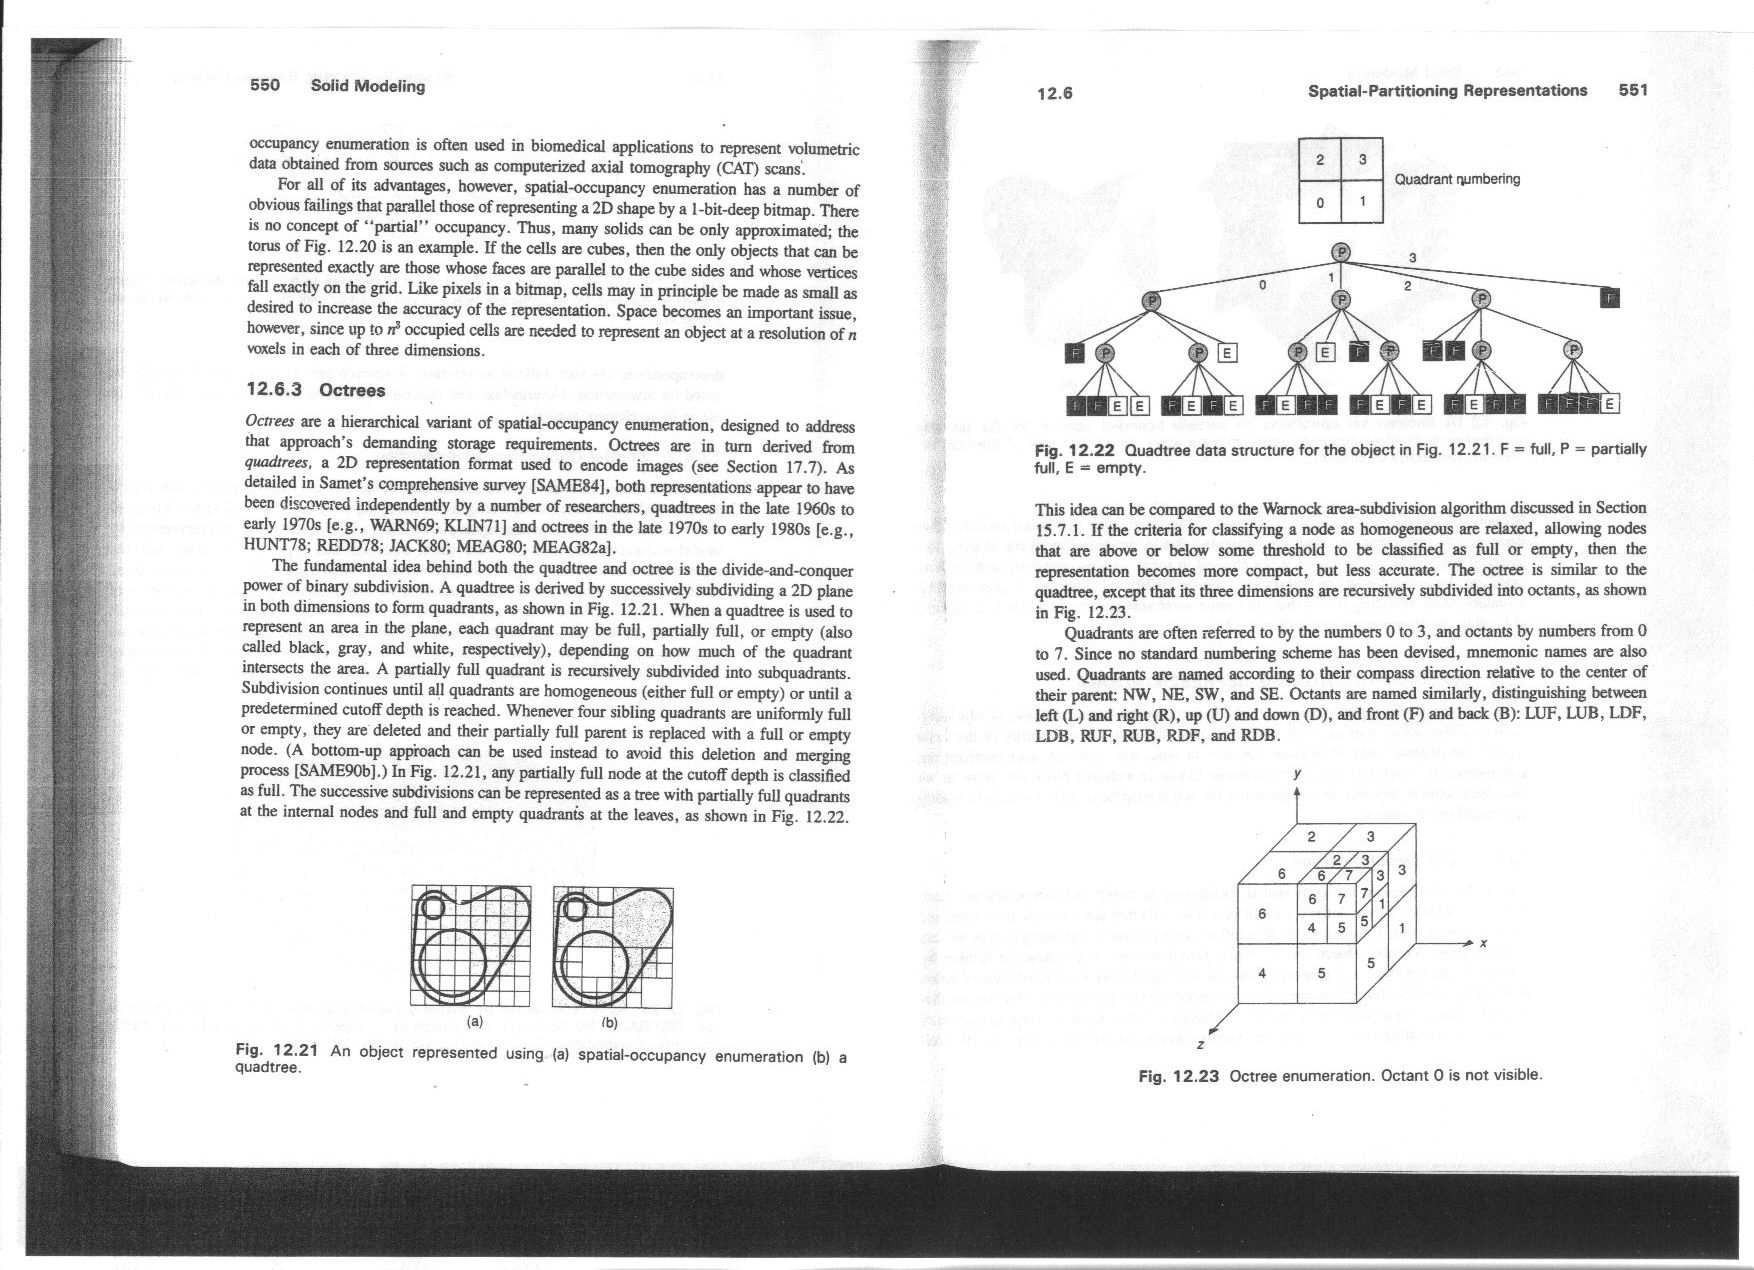 550 Solid Modeling
occupancy enumeration is often used in biomedical applications to represent volumetric
data obtained from sources such as computerized axial tomography (CAT) scans.
For all of its advantages, however, spatial-occupancy enumeration has a number of
obvious failings that parallel those of representing a 2D shape by a 1-bit-deep bitmap. There
is no concept of “partial” occupancy. Thus, many solids can be only approximated; the
torus of Fig. 12.20 is an example. If the cells are cubes, then the only objects that can be
represented exactly are those whose faces are parallel to the cube sides and whose vertices
fall exactly on the grid. Like pixels in a bitmap, cells may in principle be made as small as
desired to increase the accuracy of the representation. Space becomes an important issue,
however, since up to n³ occupied cells are needed to represent an object at a resolution of n
voxels in each of three dimensions.
12.6.3 Octrees
Octrees are a hierarchical variant of spatial-occupancy enumeration, designed to address
that approach's demanding storage requirements. Octrees are in turn derived from
quadtrees, a 2D representation format used to encode images (see Section 17.7). As
detailed in Samet's comprehensive survey [SAME84], both representations appear to have
been discovered independently by a number of researchers, quadtrees in the late 1960s to
early 1970s [e.g., WARN69; KLIN71] and octrees in the late 1970s to early 1980s [e.g.,
HUNT78; REDD78; JACK80; MEAG80; MEAG82a].
The fundamental idea behind both the quadtree and octree is the divide-and-conquer
power of binary subdivision. A quadtree is derived by successively subdividing a 2D plane
in both dimensions to form quadrants, as shown in Fig. 12.21. When a quadtree is used to
represent an area in the plane, each quadrant may be full, partially full, or empty (also
called black, gray, and white, respectively), depending on how much of the quadrant
intersects the area. A partially full quadrant is recursively subdivided into subquadrants.
Subdivision continues until all quadrants are homogeneous (either full or empty) or until a
predetermined cutoff depth is reached. Whenever four sibling quadrants are uniformly full
or empty, they are deleted and their partially full parent is replaced with a full or empty
node. (A bottom-up approach can be used instead to avoid this deletion and merging
process [SAME90b].) In Fig. 12.21, any partially full node at the cutoff depth is classified
as full. The successive subdivisions can be represented as a tree with partially full quadrants
at the internal nodes and full and empty quadrants at the leaves, as shown in Fig. 12.22.
(a) (b)
Fig. 12.21 An object represented using (a) spatial-occupancy enumeration (b) a
quadtree.
12.6 Spatial-Partitioning Representations 551
2 3
0 1
Quadrant numbering
P
0 1 2 3
P P P F
F P P E P E F P F F P P
F F E E F E F E F E F F F E F E F E F F F F F E
Fig. 12.22 Quadtree data structure for the object in Fig. 12.21. F = full, P = partially
full, E = empty.
This idea can be compared to the Warnock area-subdivision algorithm discussed in Section
15.7.1. If the criteria for classifying a node as homogeneous are relaxed, allowing nodes
that are above or below some threshold to be classified as full or empty, then the
representation becomes more compact, but less accurate. The octree is similar to the
quadtree, except that its three dimensions are recursively subdivided into octants, as shown
in Fig. 12.23.
Quadrants are often referred to by the numbers 0 to 3, and octants by numbers from 0
to 7. Since no standard numbering scheme has been devised, mnemonic names are also
used. Quadrants are named according to their compass direction relative to the center of
their parent: NW, NE, SW, and SE. Octants are named similarly, distinguishing between
left (L) and right (R), up (U) and down (D), and front (F) and back (B): LUF, LUB, LDF,
LDB, RUF, RUB, RDF, and RDB.
y
2 3
2 3
6 6 7 3 3
6 6 7 7 1
4 5 5 1
x
4 5 5
z
Fig. 12.23 Octree enumeration. Octant 0 is not visible.